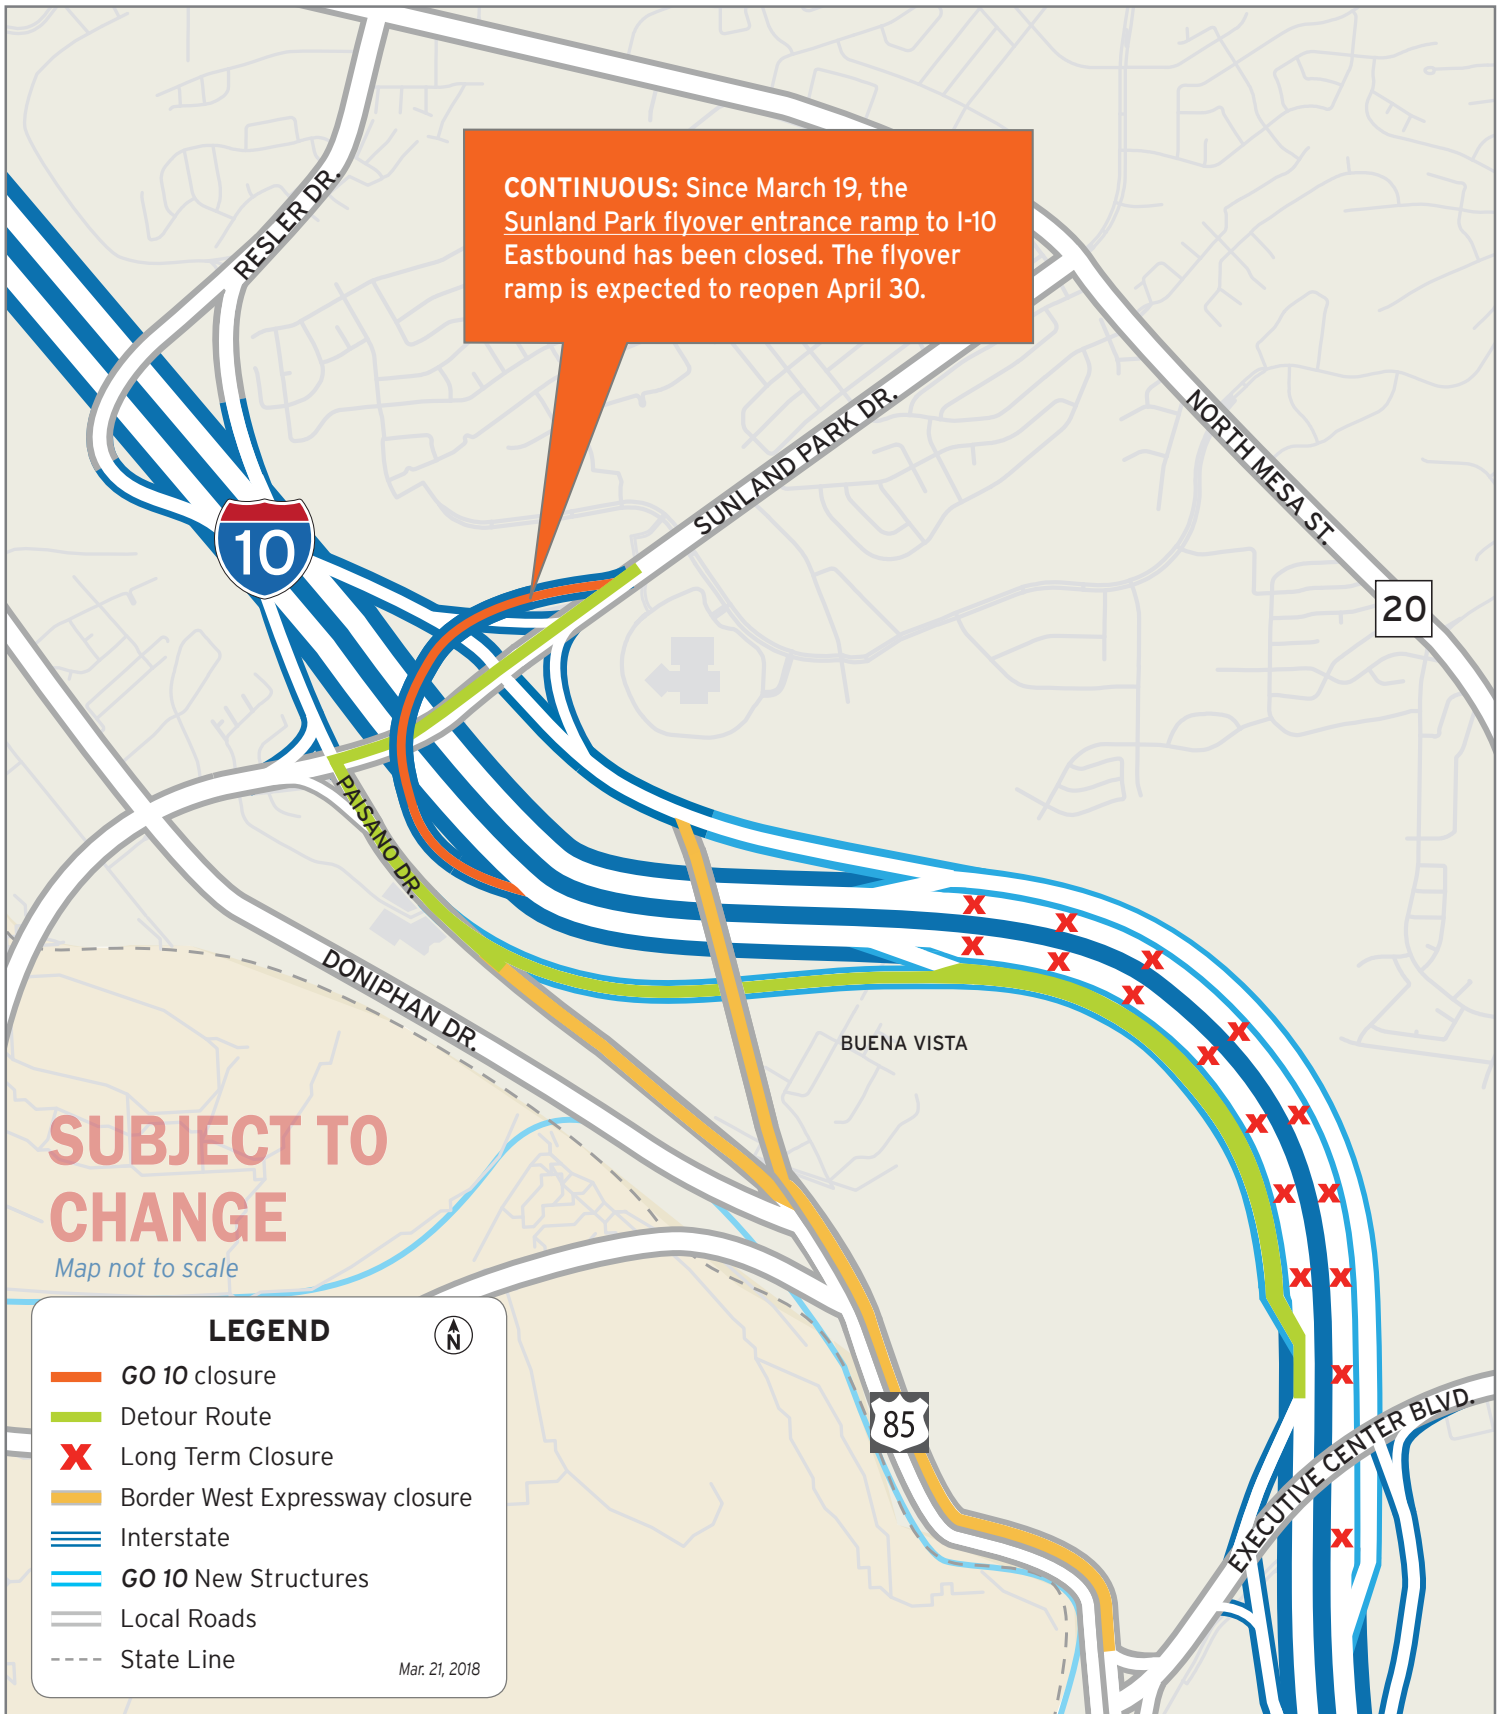 RESLER DR.
CONTINUOUS: Since March 19, the
Sunland Park flyover entrance ramp to I-10
Eastbound has been closed. The flyover
ramp is expected to reopen April 30.
SUNLAND PARK DR.
NORTH MESA ST.
10
20
PAISANO DR.
DONIPHAN DR.
BUENA VISTA
SUBJECT TO
CHANGE
Map not to scale
85
EXECUTIVE CENTER BLVD.
LEGEND
N
GO 10 closure
Detour Route
X Long Term Closure
Border West Expressway closure
Interstate
GO 10 New Structures
Local Roads
State Line
Mar. 21, 2018